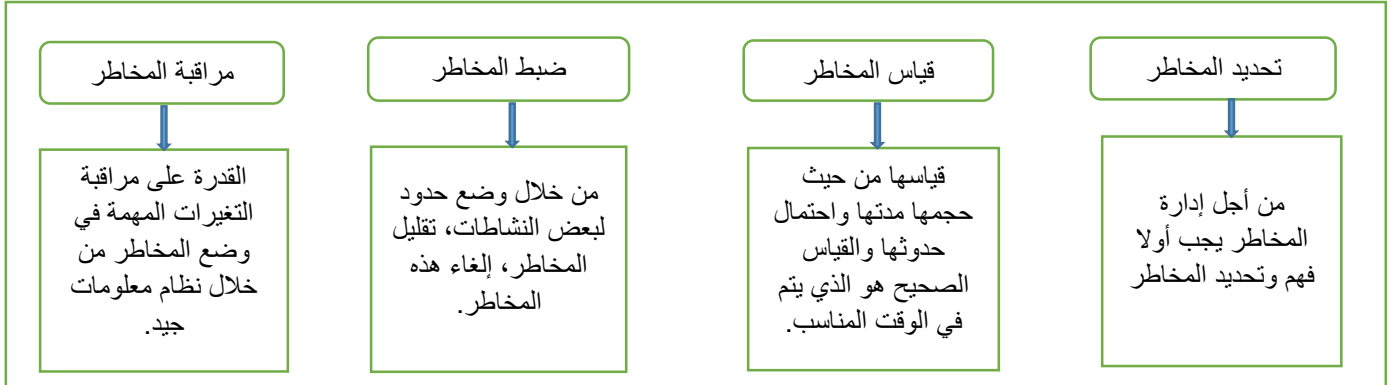 تحديد المخاطر
من أجل إدارة
المخاطر يجب أولا
فهم وتحديد المخاطر
قياس المخاطر
قياسها من حيث
حجمها مدتها واحتمال
حدوثها والقياس
الصحيح هو الذي يتم
في الوقت المناسب.
ضبط المخاطر
من خلال وضع حدود
لبعض النشاطات، تقليل
المخاطر، إلغاء هذه
المخاطر.
مراقبة المخاطر
القدرة على مراقبة
التغيرات المهمة في
وضع المخاطر من
خلال نظام معلومات
جيد.